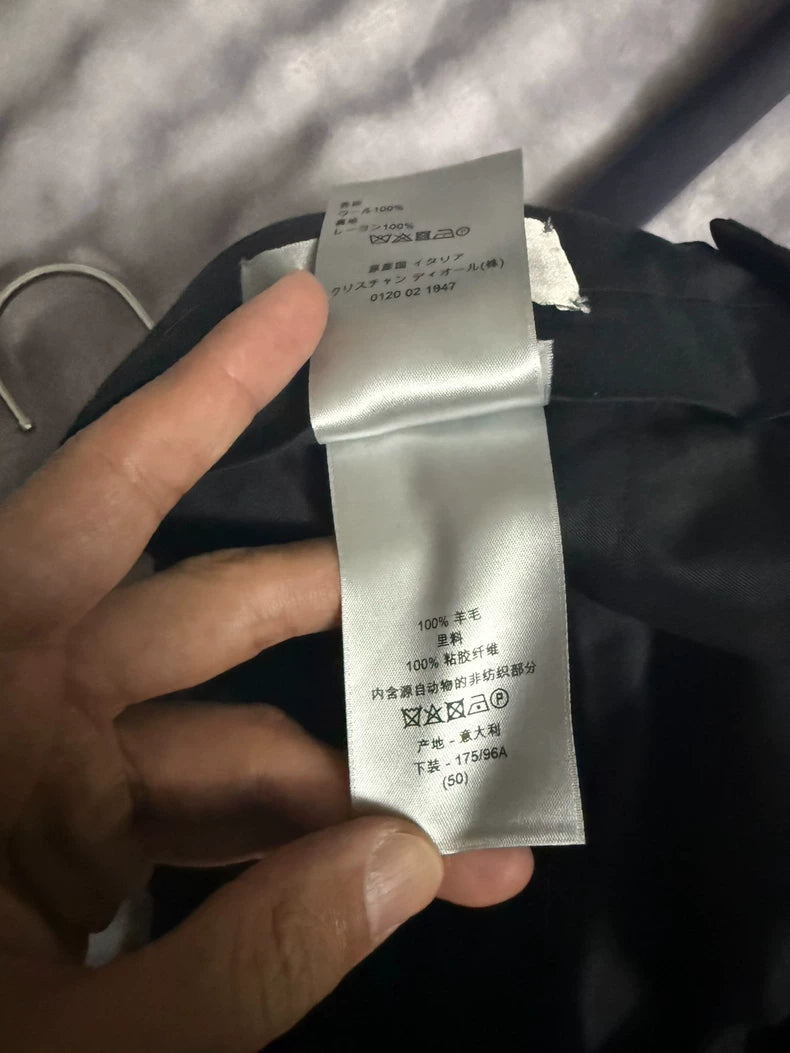 表地
ウール100%
裏地
レーヨン100%
原産国 イタリア
クリスチャン ディオール(株)
0120 02 1947
100% 羊毛
里料
100% 粘胶纤维
内含源自动物的非纺织部分
产地 - 意大利
下装 - 175/96A
(50)